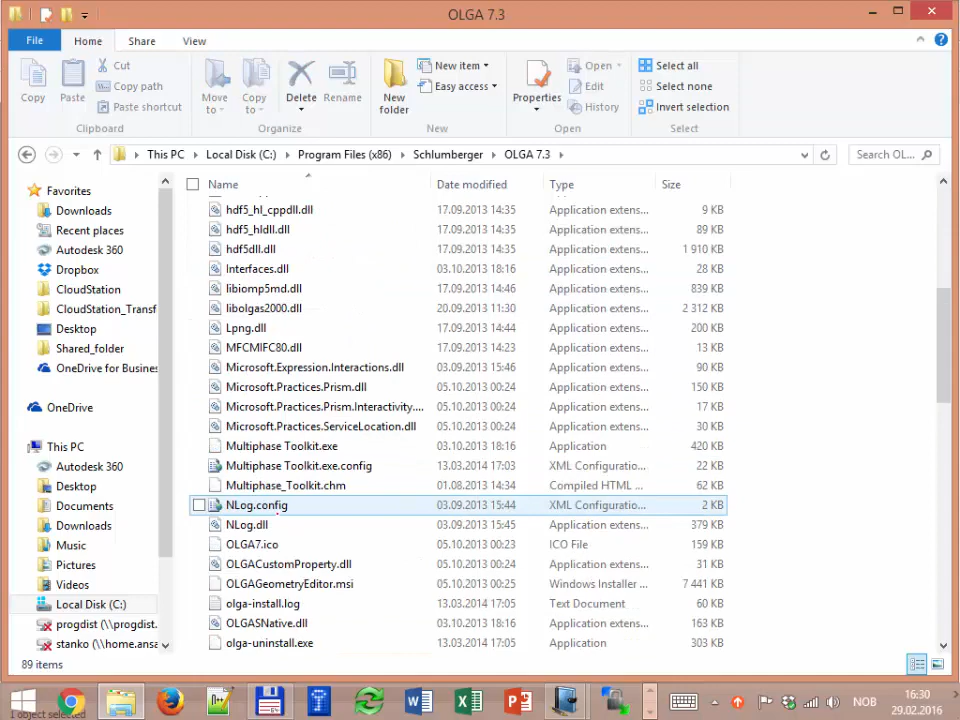 OLGA 7.3
File Home Share View
Copy Paste Cut Copy path Paste shortcut Move to Copy to Delete Rename New folder New item Easy access Properties Open Edit History Select all Select none Invert selection
Clipboard Organize New Open Select
This PC Local Disk (C:) Program Files (x86) Schlumberger OLGA 7.3 Search OL...
Name Date modified Type Size
Favorites
Downloads
Recent places
Autodesk 360
Dropbox
CloudStation
CloudStation_Transf
Desktop
Shared_folder
OneDrive for Busines
OneDrive
This PC
Autodesk 360
Desktop
Documents
Downloads
Music
Pictures
Videos
Local Disk (C:)
progdist (\\progdist.
stanko (\\home.ansa
hdf5_hl_cppdll.dll 17.09.2013 14:35 Application extens... 9 KB
hdf5_hldll.dll 17.09.2013 14:35 Application extens... 89 KB
hdf5dll.dll 17.09.2013 14:35 Application extens... 1 910 KB
Interfaces.dll 03.10.2013 18:16 Application extens... 28 KB
libiomp5md.dll 17.09.2013 14:46 Application extens... 839 KB
libolgas2000.dll 20.09.2013 11:30 Application extens... 2 312 KB
Lpng.dll 17.09.2013 14:44 Application extens... 200 KB
MFCMIFC80.dll 17.09.2013 14:23 Application extens... 13 KB
Microsoft.Expression.Interactions.dll 03.09.2013 15:46 Application extens... 90 KB
Microsoft.Practices.Prism.dll 05.10.2013 00:24 Application extens... 150 KB
Microsoft.Practices.Prism.Interactivity.... 05.10.2013 00:24 Application extens... 17 KB
Microsoft.Practices.ServiceLocation.dll 05.10.2013 00:24 Application extens... 30 KB
Multiphase Toolkit.exe 03.10.2013 18:16 Application 420 KB
Multiphase Toolkit.exe.config 13.03.2014 17:03 XML Configuratio... 22 KB
Multiphase_Toolkit.chm 01.08.2013 14:34 Compiled HTML ... 692 KB
NLog.config 03.09.2013 15:44 XML Configuratio... 2 KB
NLog.dll 03.09.2013 15:45 Application extens... 379 KB
OLGA7.ico 05.10.2013 00:23 ICO File 159 KB
OLGACustomProperty.dll 05.10.2013 00:24 Application extens... 31 KB
OLGAGeometryEditor.msi 05.10.2013 00:25 Windows Installer ... 7 441 KB
olga-install.log 13.03.2014 17:05 Text Document 60 KB
OLGASNative.dll 03.10.2013 18:16 Application extens... 163 KB
olga-uninstall.exe 13.03.2014 17:05 Application 303 KB
89 items
1 object selected
NOB
16:30
29.02.2016